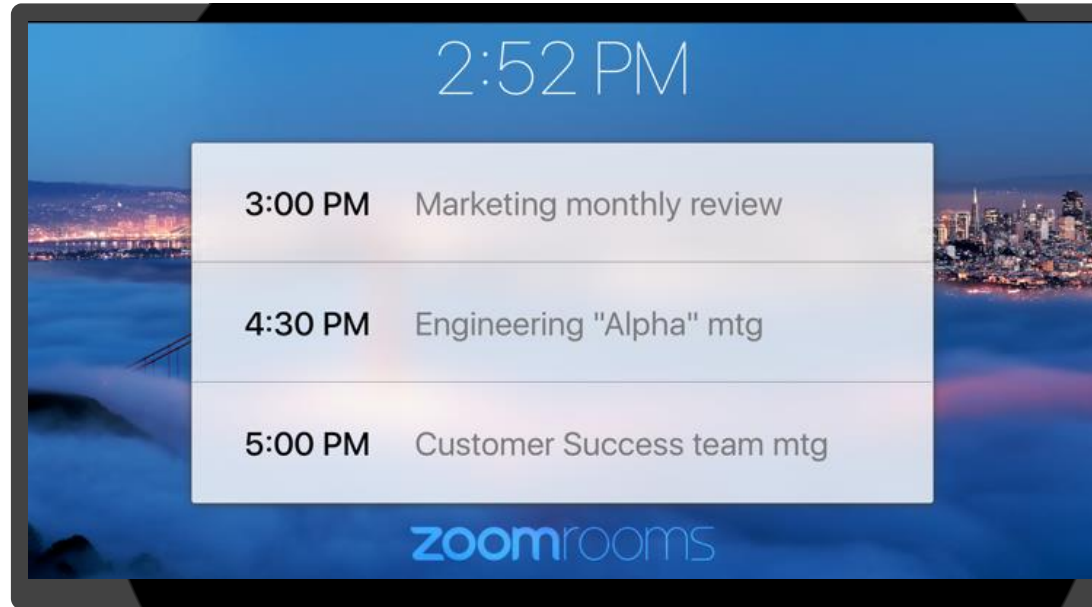 2:52 PM
3:00 PM Marketing monthly review
4:30 PM Engineering "Alpha" mtg
5:00 PM Customer Success team mtg
zoomrooms